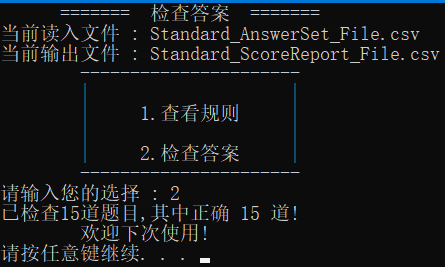 ======= 检查答案 =======
当前读入文件 : Standard_AnswerSet_File.csv
当前输出文件 : Standard_ScoreReport_File.csv
----------------------
1.查看规则
2.检查答案
----------------------
请输入您的选择 : 2
已检查15道题目,其中正确 15 道!
欢迎下次使用!
请按任意键继续. . .